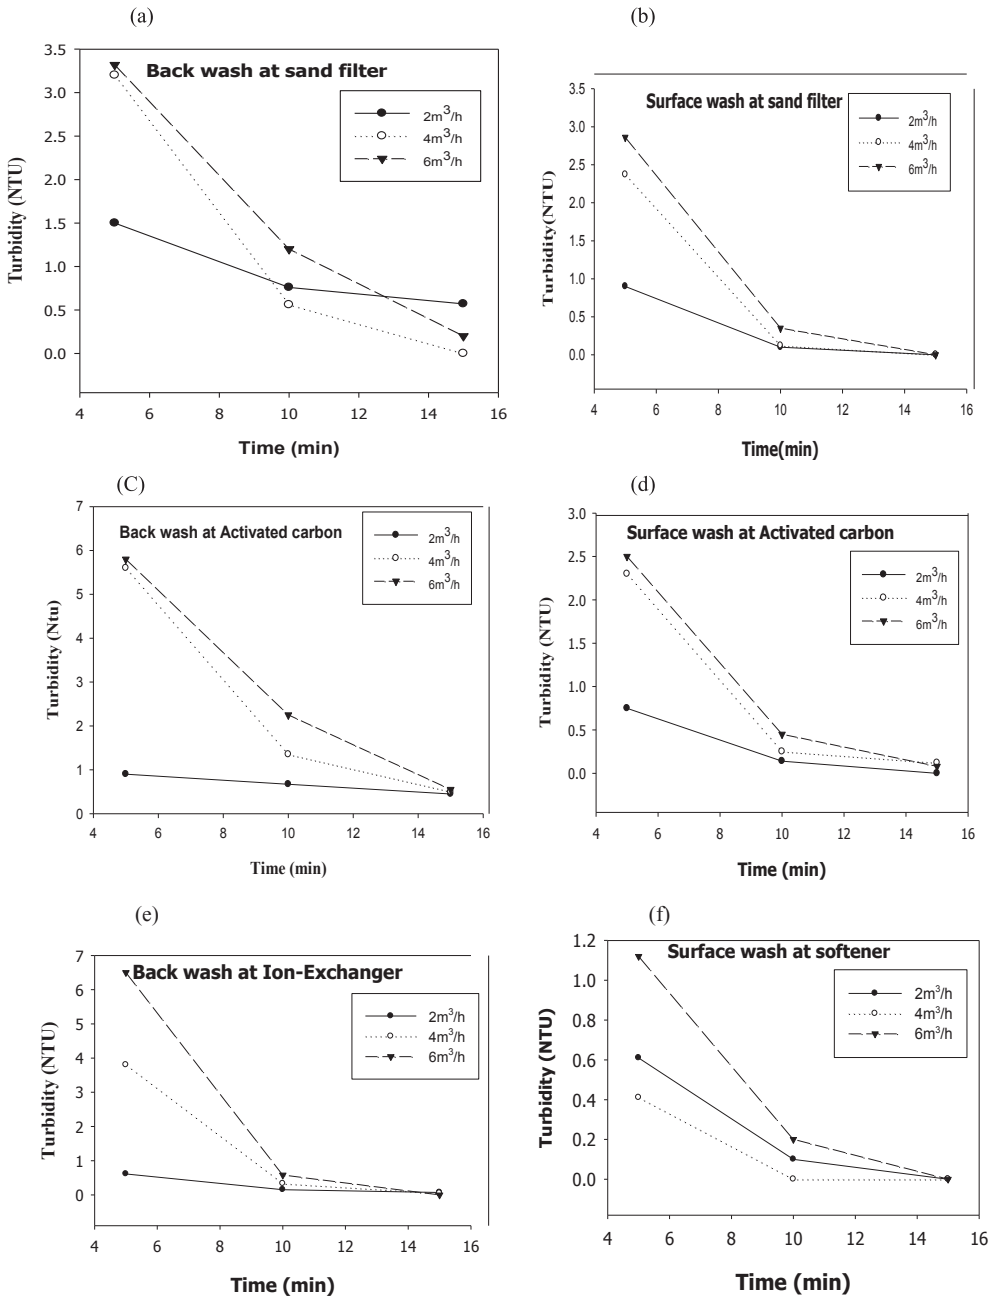 (a)
Back wash at sand filter
2m³/h
4m³/h
6m³/h
Turbidity (NTU)
3.5
3.0
2.5
2.0
1.5
1.0
0.5
0.0
4 6 8 10 12 14 16
Time (min)
(b)
Surface wash at sand filter
2m³/h
4m³/h
6m³/h
Turbidity(NTU)
3.5
3.0
2.5
2.0
1.5
1.0
0.5
0.0
4 6 8 10 12 14 16
Time(min)
(C)
Back wash at Activated carbon
2m³/h
4m³/h
6m³/h
Turbidity (Ntu)
7
6
5
4
3
2
1
0
4 6 8 10 12 14 16
Time (min)
(d)
Surface wash at Activated carbon
2m³/h
4m³/h
6m³/h
Turbidity (NTU)
3.0
2.5
2.0
1.5
1.0
0.5
0.0
4 6 8 10 12 14 16
Time (min)
(e)
Back wash at Ion-Exchanger
2m³/h
4m³/h
6m³/h
Turbidity (NTU)
7
6
5
4
3
2
1
0
4 6 8 10 12 14 16
Time (min)
(f)
Surface wash at softener
2m³/h
4m³/h
6m³/h
Turbidity (NTU)
1.2
1.0
0.8
0.6
0.4
0.2
0.0
4 6 8 10 12 14 16
Time (min)